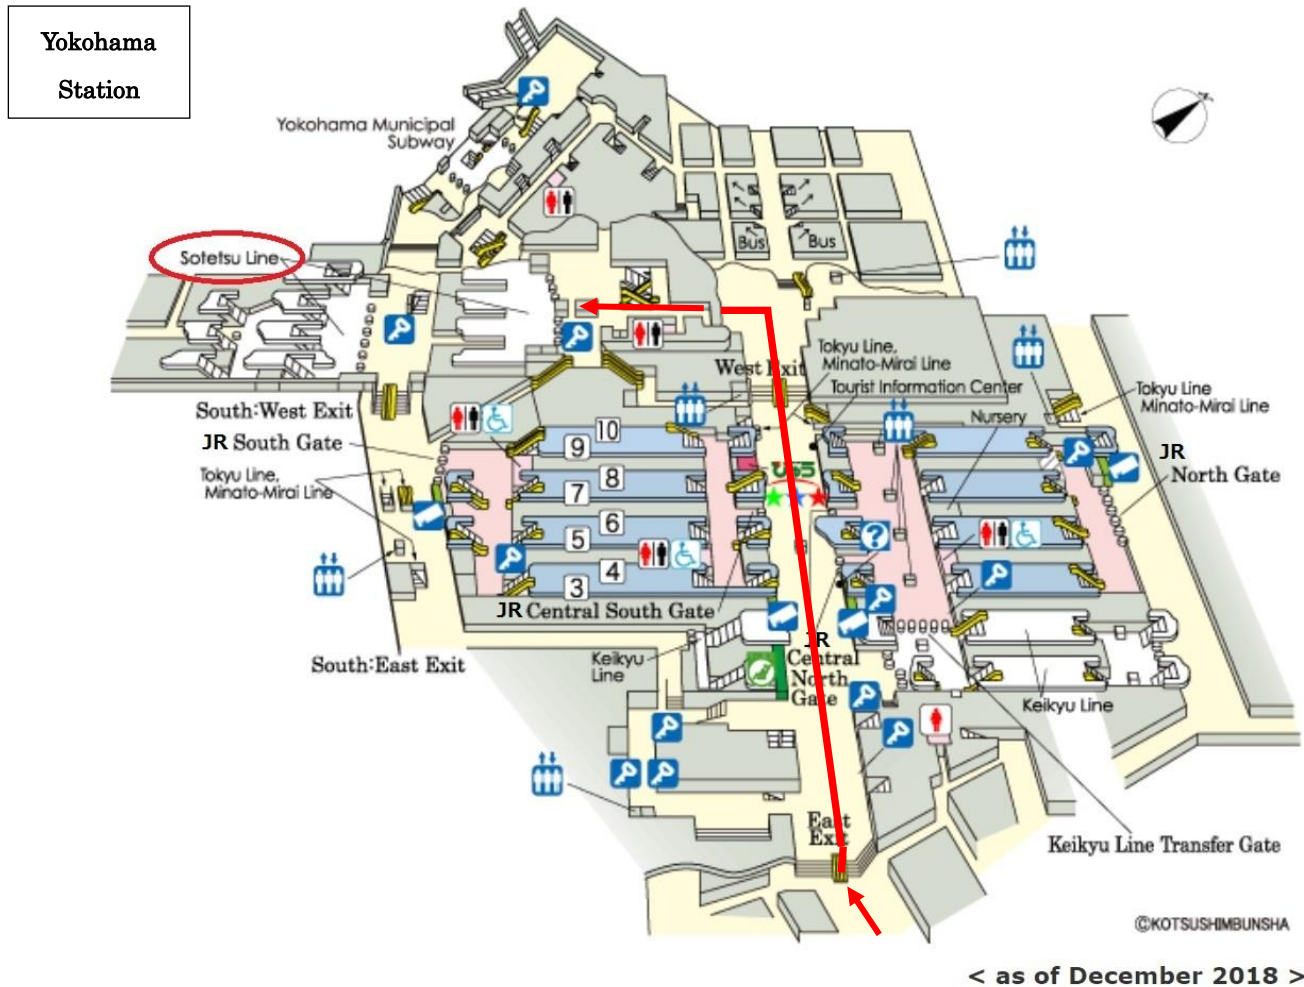 Yokohama
Station
Yokohama Municipal
Subway
Sotetsu Line
Bus
Bus
West Exit
Tokyu Line,
Minato-Mirai Line
Tourist Information Center
Nursery
Tokyu Line
Minato-Mirai Line
South:West Exit
JR South Gate
Tokyu Line,
Minato-Mirai Line
JR
North Gate
10
9
8
7
6
5
4
3
JR Central South Gate
JR
Central
North
Gate
South:East Exit
Keikyu
Line
Keikyu Line
East
Exit
Keikyu Line Transfer Gate
©KOTSUSHIMBUNSHA
< as of December 2018 >